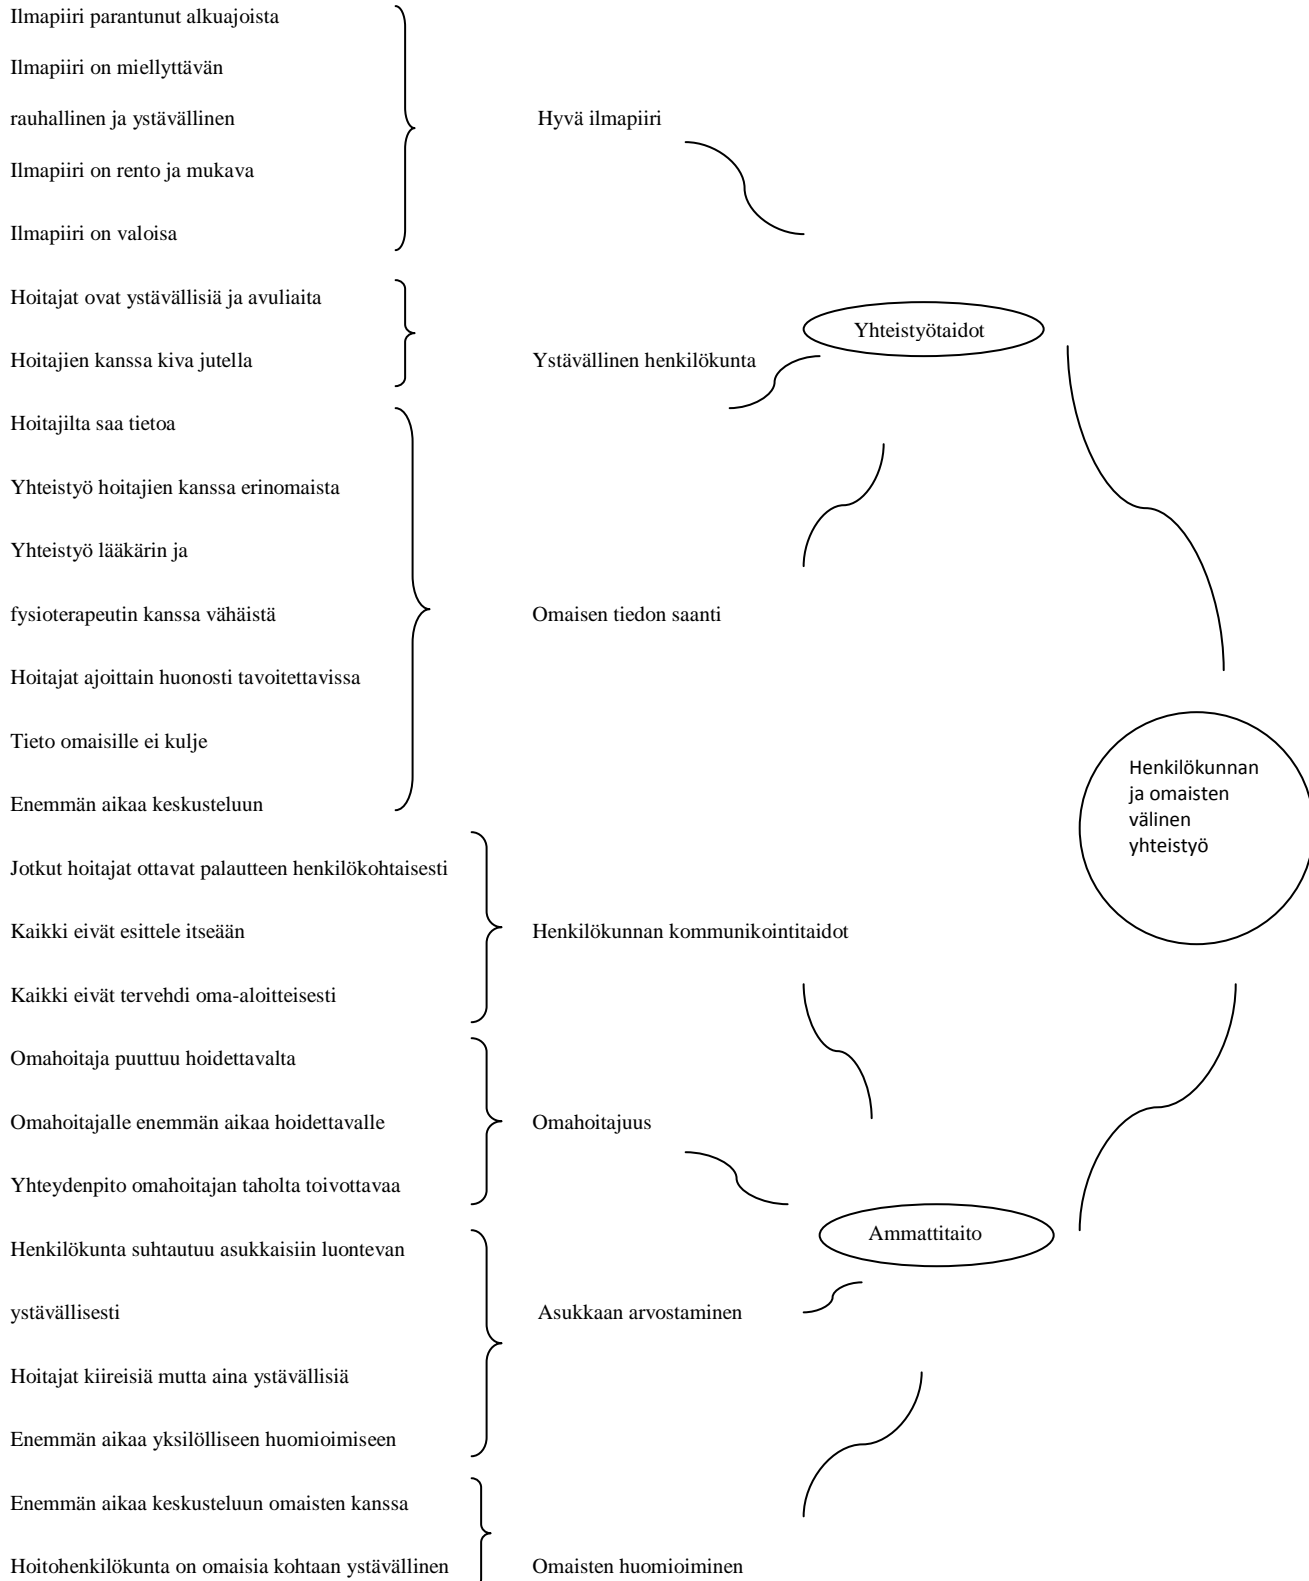 Ilmapiiri parantunut alkuajoista
Ilmapiiri on miellyttävän
rauhallinen ja ystävällinen
Hyvä ilmapiiri
Ilmapiiri on rento ja mukava
Ilmapiiri on valoisa
Hoitajat ovat ystävällisiä ja avuliaita
Yhteistyötaidot
Hoitajien kanssa kiva jutella
Ystävällinen henkilökunta
Hoitajilta saa tietoa
Yhteistyö hoitajien kanssa erinomaista
Yhteistyö lääkärin ja
fysioterapeutin kanssa vähäistä
Omaisen tiedon saanti
Hoitajat ajoittain huonosti tavoitettavissa
Tieto omaisille ei kulje
Henkilökunnan
ja omaisten
välinen
yhteistyö
Enemmän aikaa keskusteluun
Jotkut hoitajat ottavat palautteen henkilökohtaisesti
Kaikki eivät esittele itseään
Henkilökunnan kommunikointitaidot
Kaikki eivät tervehdi oma-aloitteisesti
Omahoitaja puuttuu hoidettavalta
Omahoitajalle enemmän aikaa hoidettavalle
Omahoitajuus
Yhteydenpito omahoitajan taholta toivottavaa
Ammattitaito
Henkilökunta suhtautuu asukkaisiin luontevan
ystävällisesti
Asukkaan arvostaminen
Hoitajat kiireisiä mutta aina ystävällisiä
Enemmän aikaa yksilölliseen huomioimiseen
Enemmän aikaa keskusteluun omaisten kanssa
Hoitohenkilökunta on omaisia kohtaan ystävällinen
Omaisten huomioiminen